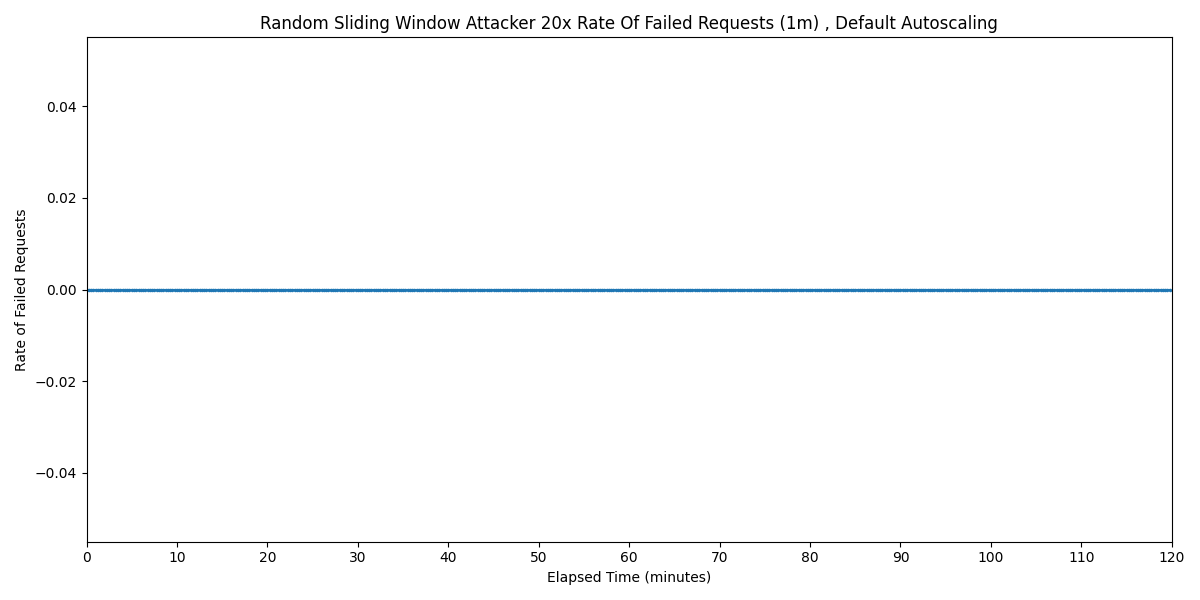 Random Sliding Window Attacker 20x Rate Of Failed Requests (1m) , Default Autoscaling
0.04
0.02
0.00
−0.02
−0.04
Rate of Failed Requests
0 10 20 30 40 50 60 70 80 90 100 110 120
Elapsed Time (minutes)